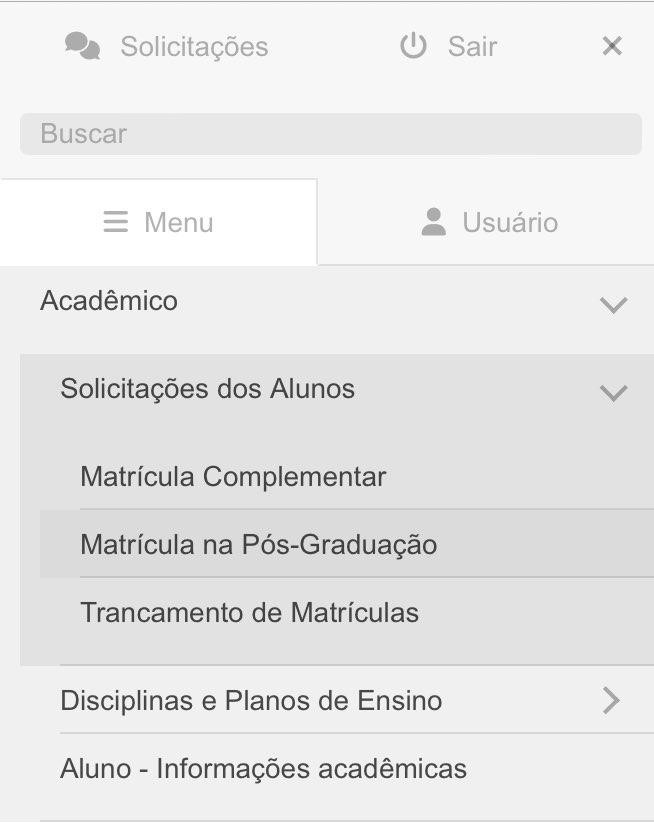 Solicitações Sair
Buscar
Menu Usuário
Acadêmico
Solicitações dos Alunos
Matrícula Complementar
Matrícula na Pós-Graduação
Trancamento de Matrículas
Disciplinas e Planos de Ensino
Aluno - Informações acadêmicas